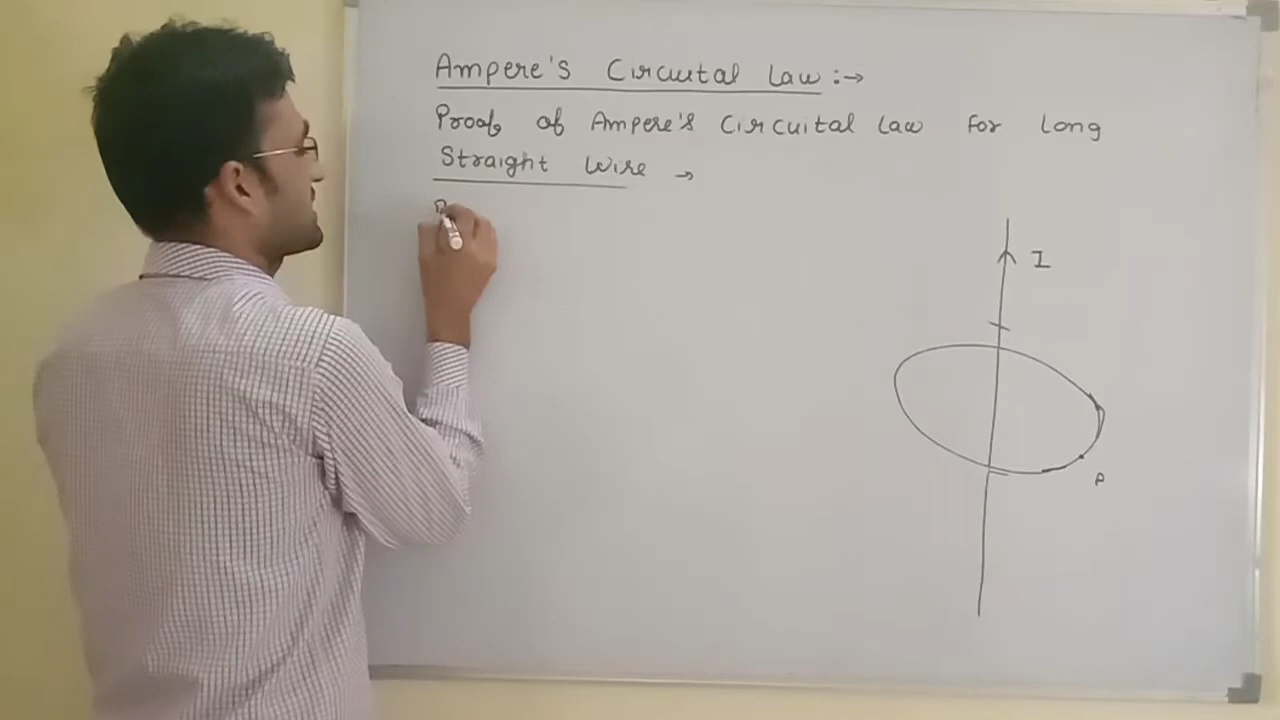 Ampere's Circuital Law :→
Proof of Ampere's Circuital Law For Long
Straight Wire →
I
P